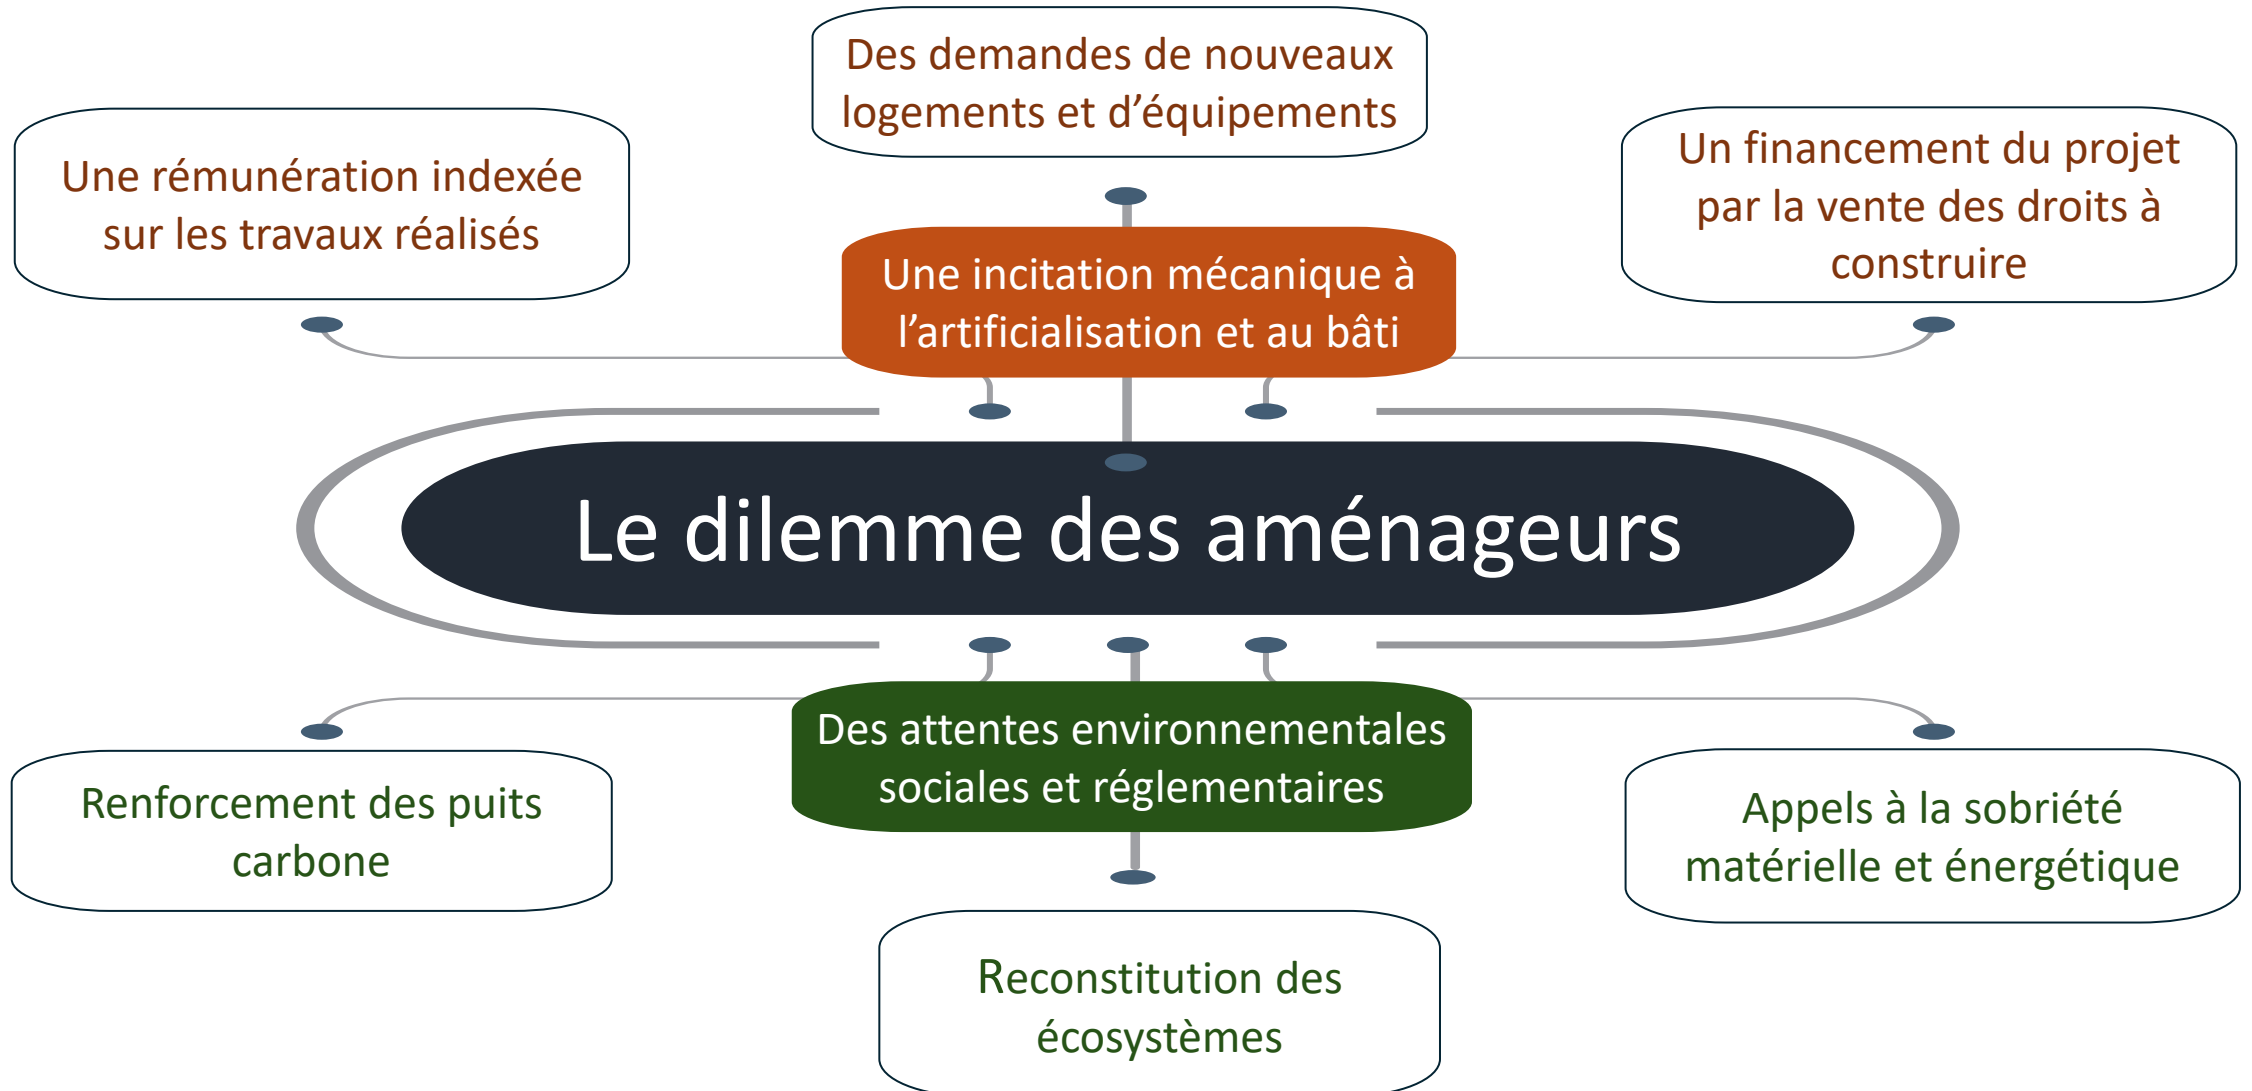 Des demandes de nouveaux
logements et d’équipements
Une rémunération indexée
sur les travaux réalisés
Un financement du projet
par la vente des droits à
construire
Une incitation mécanique à
l’artificialisation et au bâti
Le dilemme des aménageurs
Des attentes environnementales
sociales et réglementaires
Renforcement des puits
carbone
Appels à la sobriété
matérielle et énergétique
Reconstitution des
écosystèmes